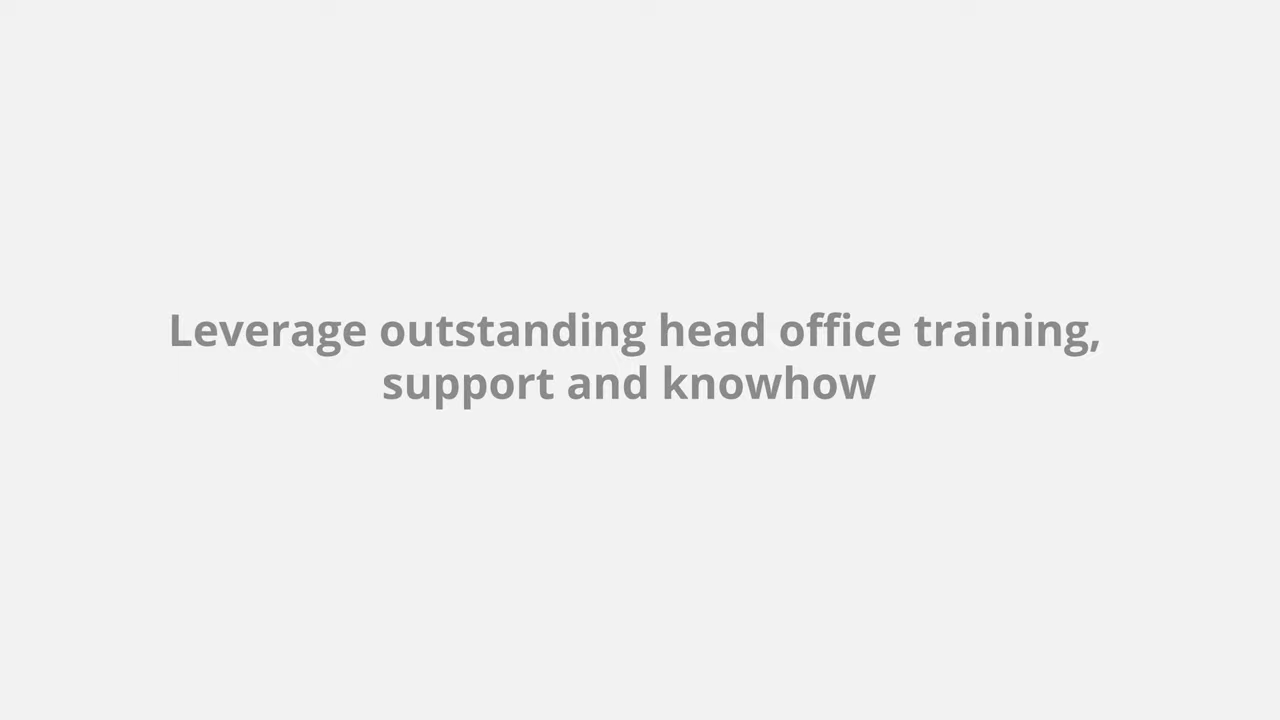 Leverage outstanding head office training,
support and knowhow